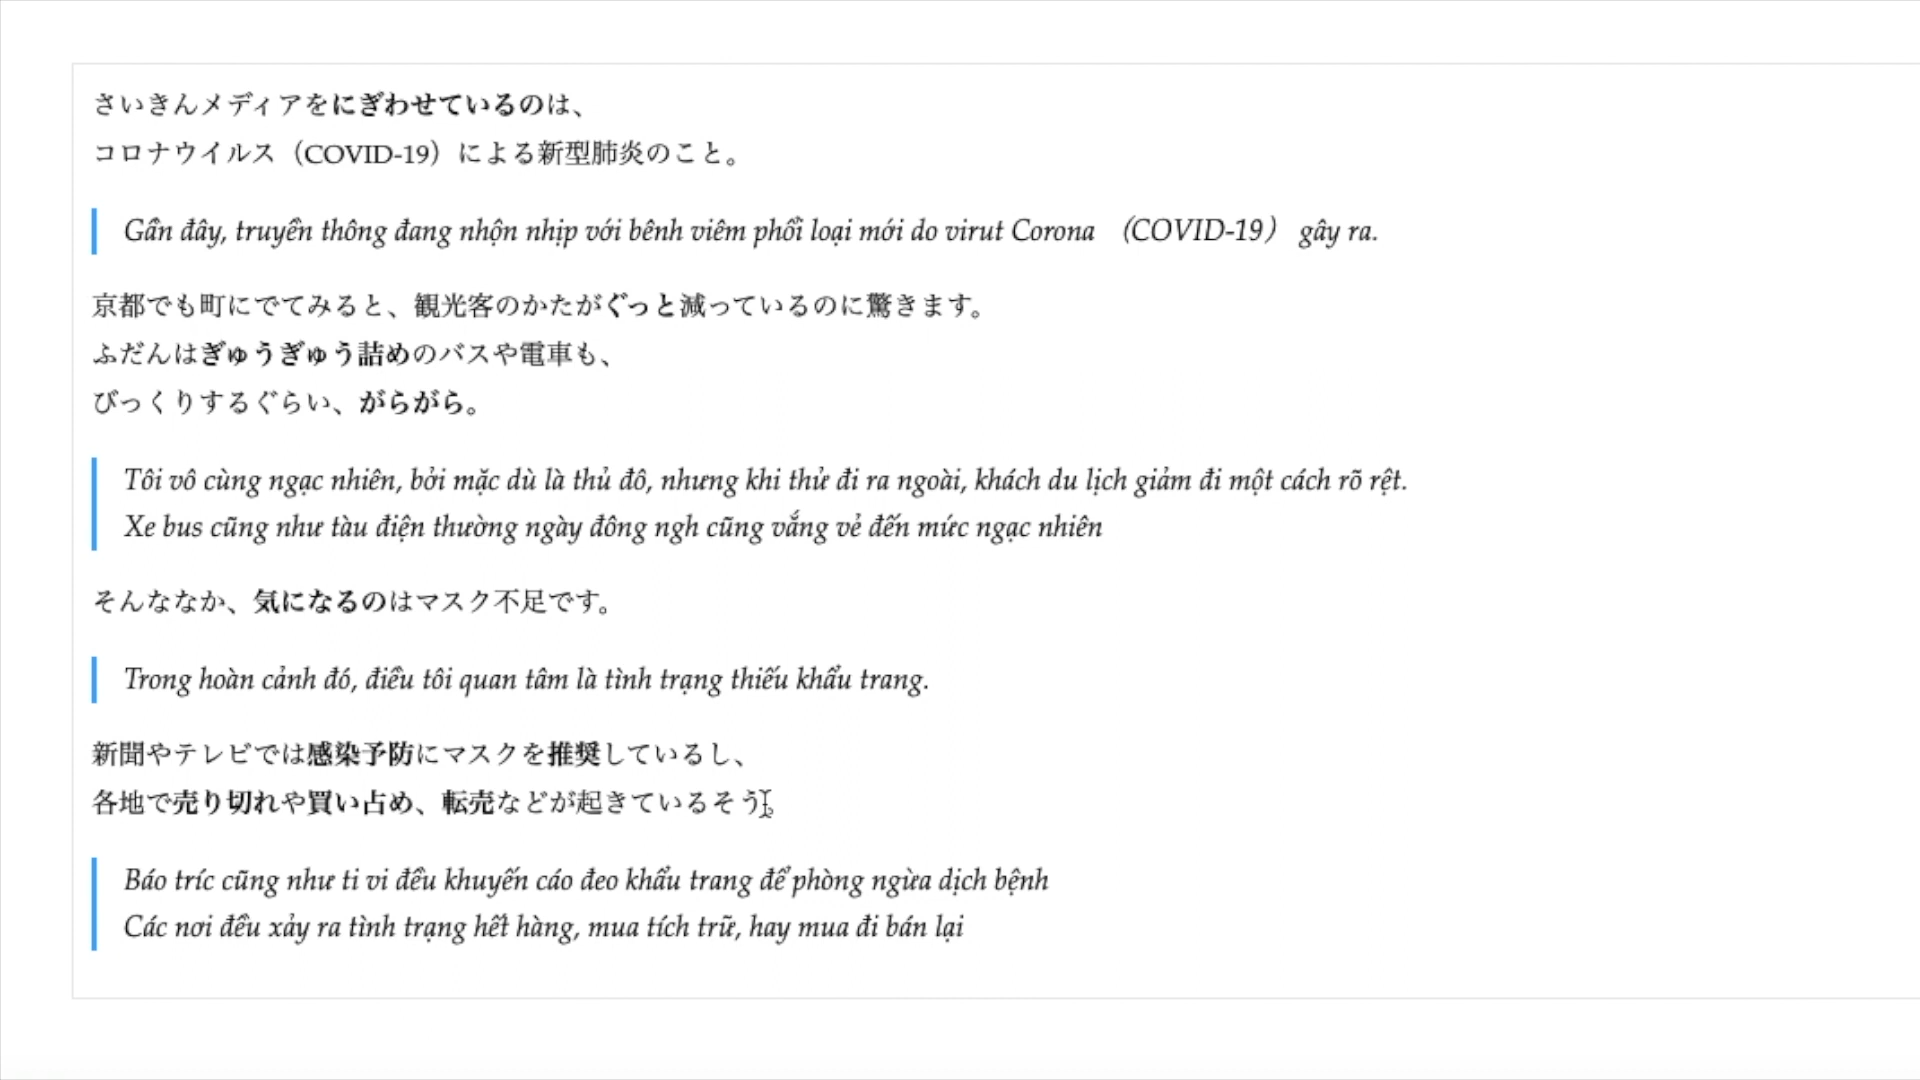 さいきんメディアをにぎわせているのは、
コロナウイルス（COVID-19）による新型肺炎のこと。
Gần đây, truyền thông đang nhộn nhịp với bênh viêm phổi loại mới do virut Corona （COVID-19） gây ra.
京都でも町にでてみると、観光客のかたがぐっと減っているのに驚きます。
ふだんはぎゅうぎゅう詰めのバスや電車も、
びっくりするぐらい、がらがら。
Tôi vô cùng ngạc nhiên, bởi mặc dù là thủ đô, nhưng khi thử đi ra ngoài, khách du lịch giảm đi một cách rõ rệt.
Xe bus cũng như tàu điện thường ngày đông ngh cũng vắng vẻ đến mức ngạc nhiên
そんななか、気になるのはマスク不足です。
Trong hoàn cảnh đó, điều tôi quan tâm là tình trạng thiếu khẩu trang.
新聞やテレビでは感染予防にマスクを推奨しているし、
各地で売り切れや買い占め、転売などが起きているそう。
Báo tríc cũng như ti vi đều khuyến cáo đeo khẩu trang để phòng ngừa dịch bệnh
Các nơi đều xảy ra tình trạng hết hàng, mua tích trữ, hay mua đi bán lại